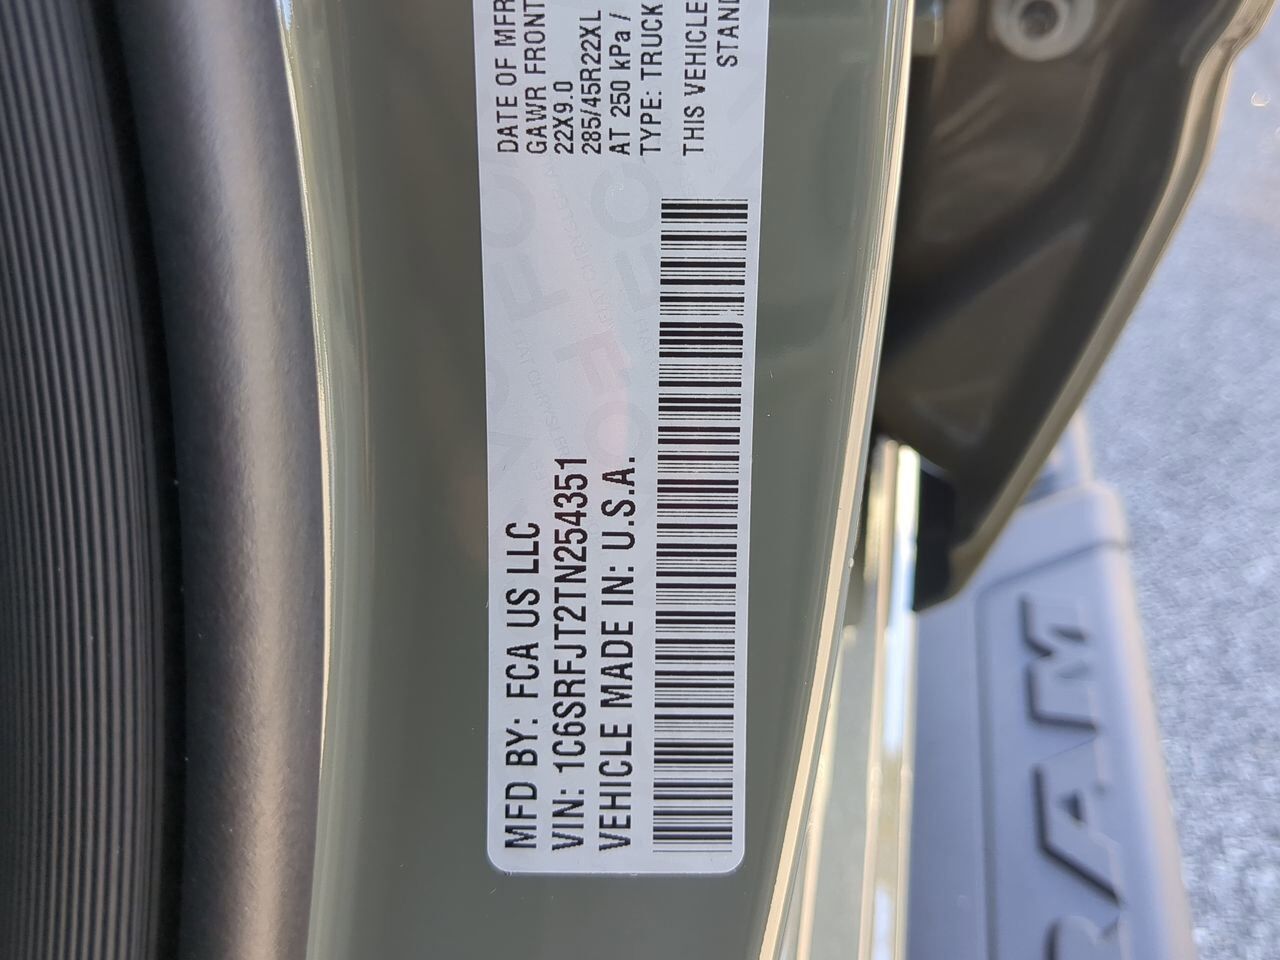 MFD BY: FCA US LLC
VIN: 1C6SRFJT2TN254351
VEHICLE MADE IN: U.S.A.
DATE OF MFR
GAWR FRONT
22X9.0
285/45R22XL
AT 250 kPa /
TYPE: TRUCK
THIS VEHICLE
STAND
RAM